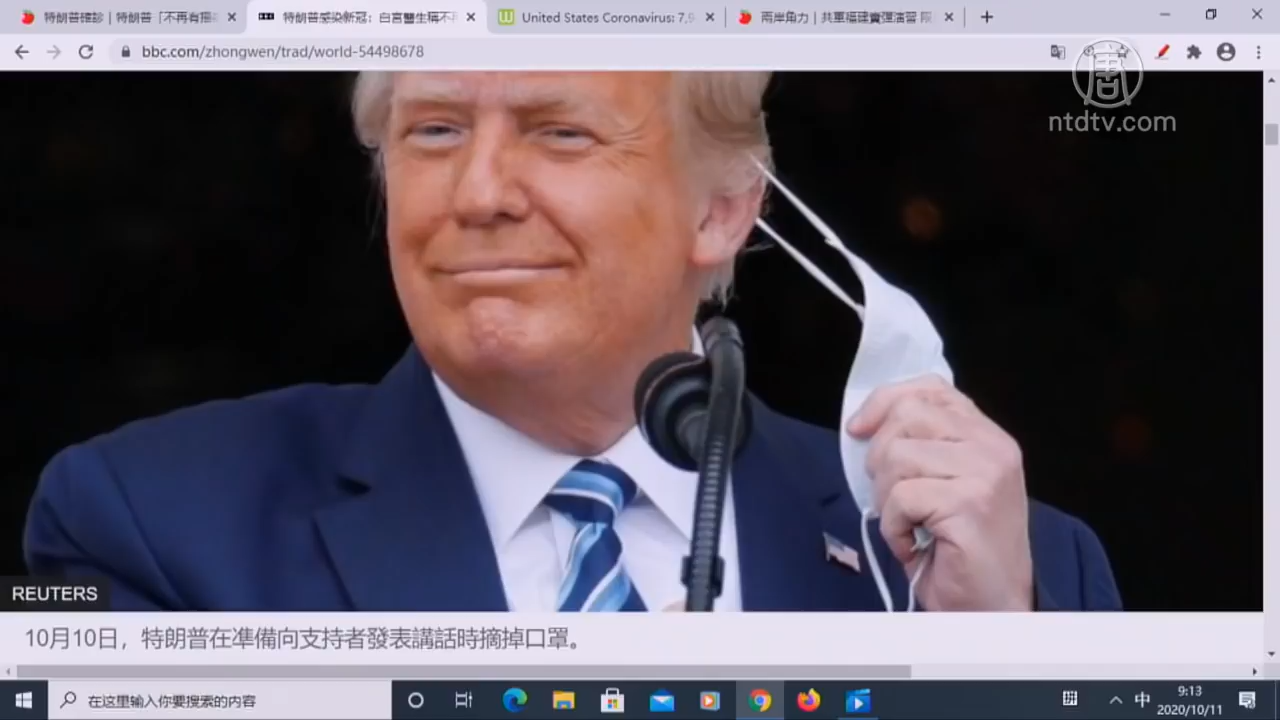 特朗普確診 | 特朗普「不再有
特朗普感染新冠：白宮醫生稱不再
United States Coronavirus: 7,9
兩岸角力 | 共軍福建實彈演習
bbc.com/zhongwen/trad/world-54498678
唐
ntdtv.com
REUTERS
10月10日，特朗普在準備向支持者發表講話時摘掉口罩。
在这里输入你要搜索的内容
中
9:13
2020/10/11